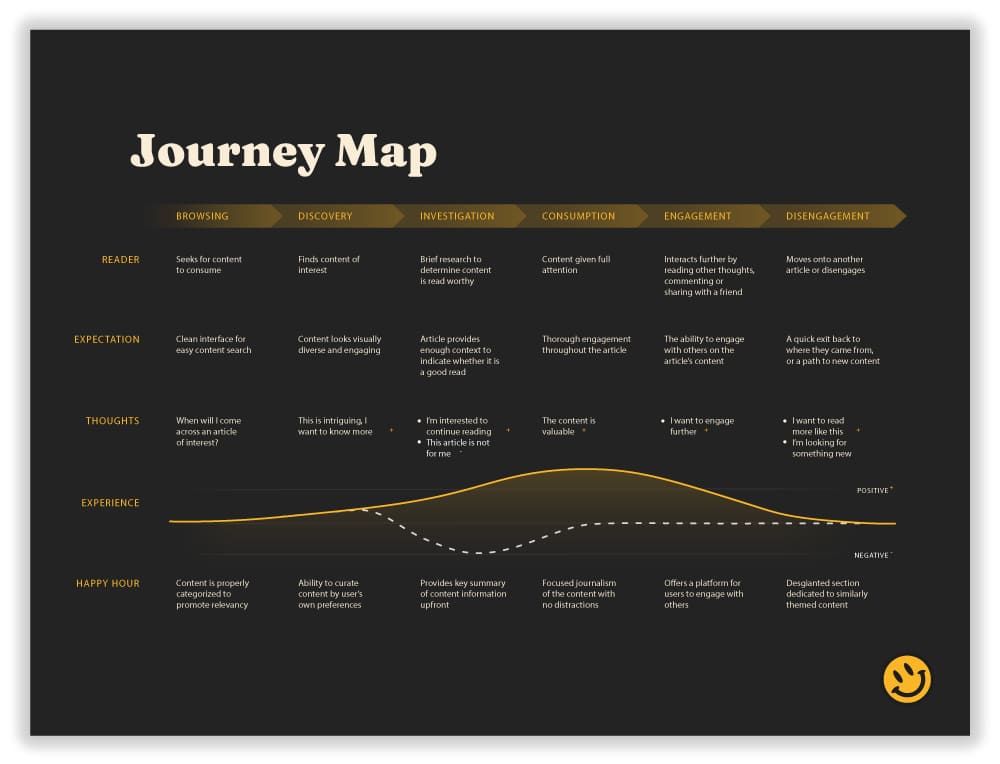 Journey Map
BROWSING DISCOVERY INVESTIGATION CONSUMPTION ENGAGEMENT DISENGAGEMENT
READER
Seeks for content
to consume
Finds content of
interest
Brief research to
determine content
is read worthy
Content given full
attention
Interacts further by
reading other thoughts,
commenting or
sharing with a friend
Moves onto another
article or disengages
EXPECTATION
Clean interface for
easy content search
Content looks visually
diverse and engaging
Article provides
enough context to
indicate whether it is
a good read
Thorough engagement
throughout the article
The ability to engage
with others on the
article's content
A quick exit back to
where they came from,
or a path to new content
THOUGHTS
When will I come
across an article
of interest?
This is intriguing, I
want to know more +
• I'm interested to
continue reading +
• This article is not
for me -
The content is
valuable +
• I want to engage
further +
• I want to read
more like this +
• I'm looking for
something new
EXPERIENCE
POSITIVE +
NEGATIVE -
HAPPY HOUR
Content is properly
categorized to
promote relevancy
Ability to curate
content by user's
own preferences
Provides key summary
of content information
upfront
Focused journalism
of the content with
no distractions
Offers a platform for
users to engage with
others
Desgianted section
dedicated to similarly
themed content